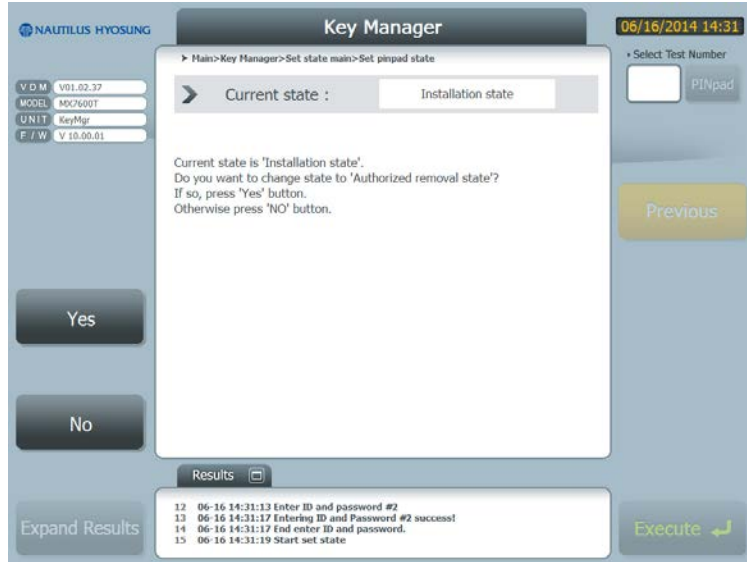 NAUTILUS HYOSUNG
Key Manager
06/16/2014 14:31
Main>Key Manager>Set state main>Set pinpad state
Select Test Number
VDM V01.02.37
MODEL MX7600T
UNIT KeyMgr
F/W V 10.00.01
Current state : Installation state
PINpad
Current state is 'Installation state'.
Do you want to change state to 'Authorized removal state'?
If so, press 'Yes' button.
Otherwise press 'NO' button.
Previous
Yes
No
Results
12 06-16 14:31:13 Enter ID and password #2
13 06-16 14:31:17 Entering ID and Password #2 success!
14 06-16 14:31:17 End enter ID and password.
15 06-16 14:31:19 Start set state
Expand Results
Execute